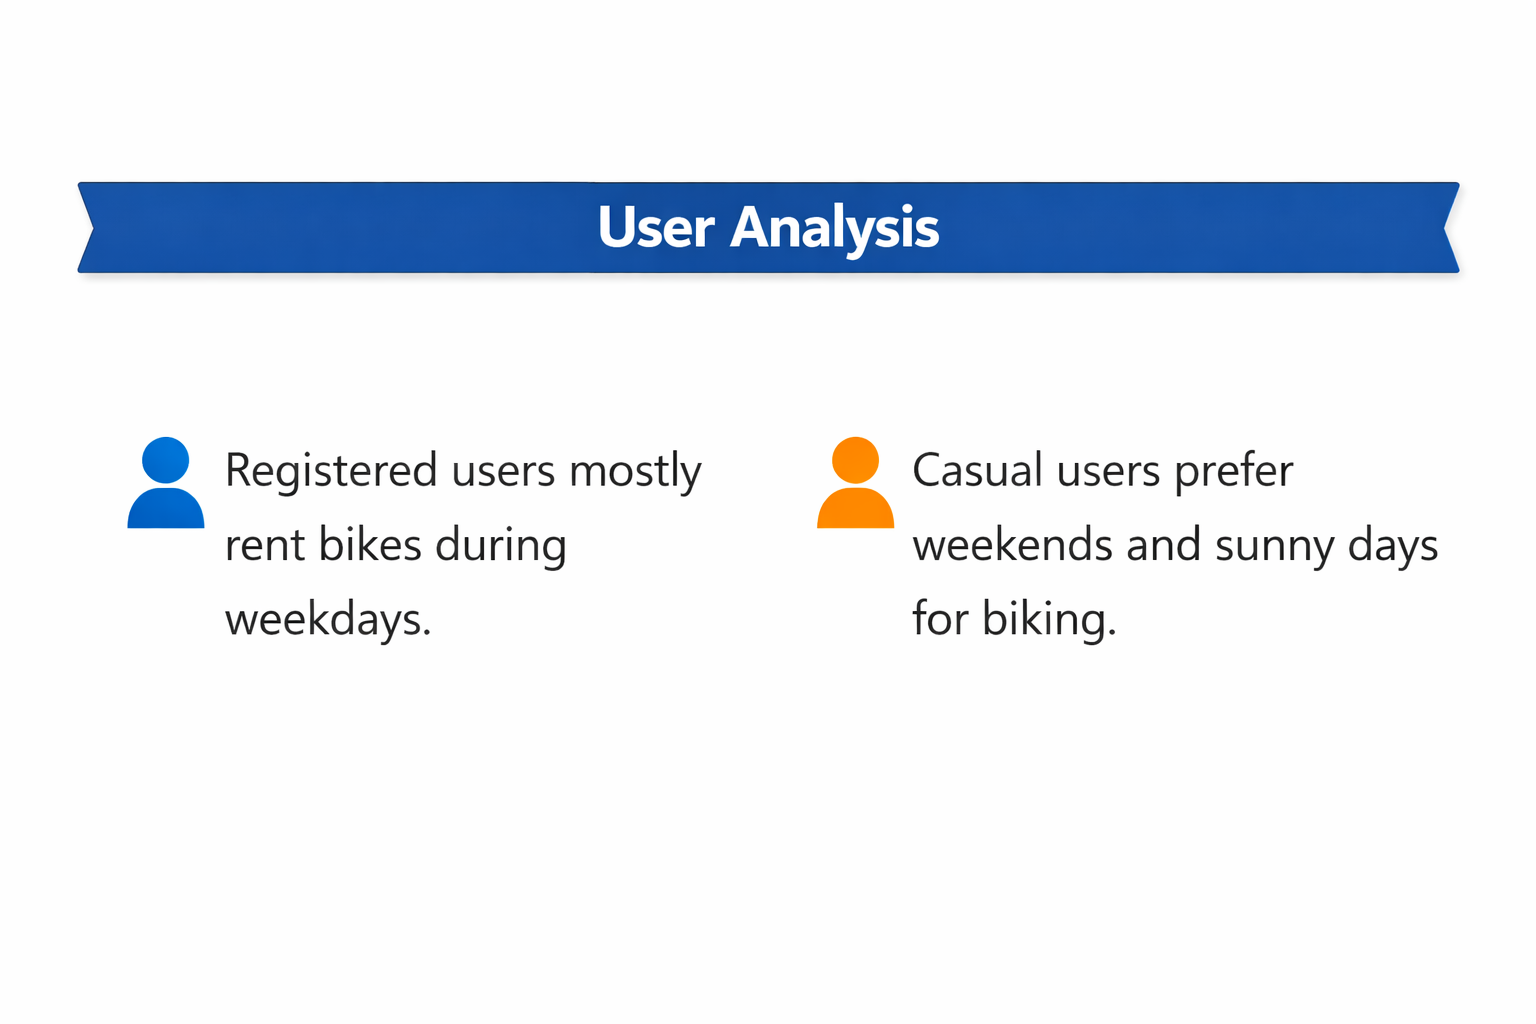 User Analysis
Registered users mostly
rent bikes during
weekdays.
Casual users prefer
weekends and sunny days
for biking.